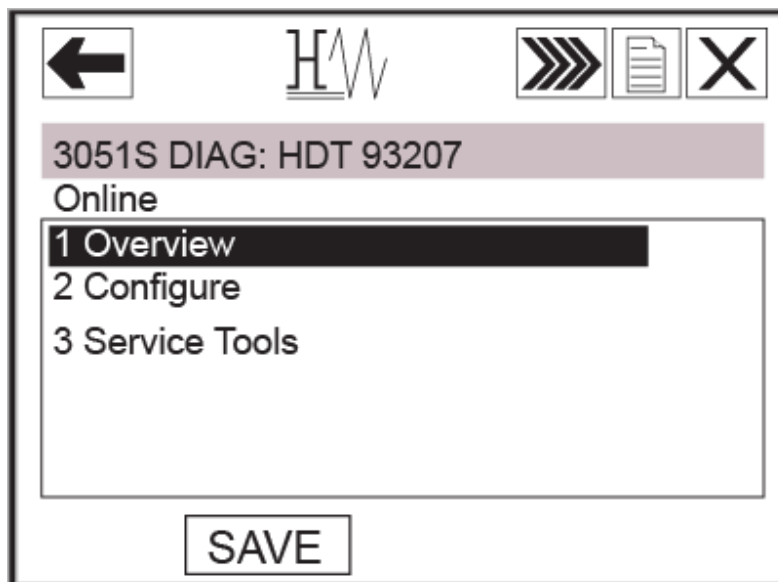 3051S DIAG: HDT 93207
Online
1 Overview
2 Configure
3 Service Tools
SAVE